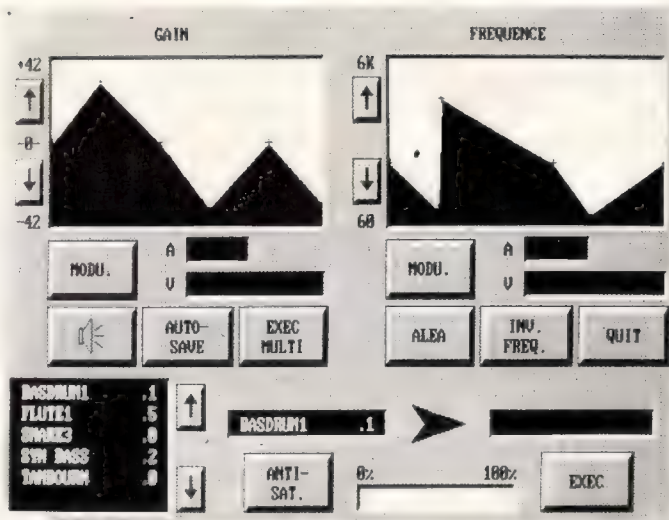 GAIN FREQUENCE
+42 6K
-0-
-42 60
MODU. A MODU. A
V V
AUTO-SAVE EXEC MULTI ALEA INV. FREQ. QUIT
BASDRUM1 .1
FLUTE1 .5
SNARE3 .0
SYN BASS .2
TAMBOURM .0
BASDRUM1 .1
ANTI-SAT. 0% 100% EXEC